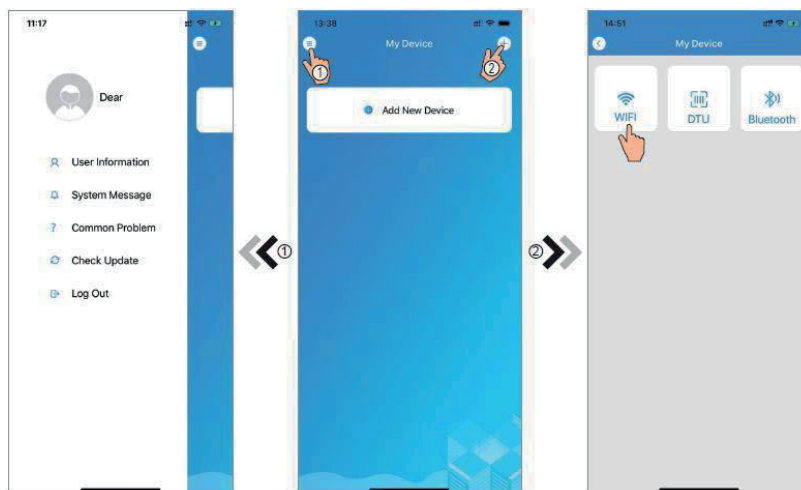 11:17
Dear
User Information
System Message
Common Problem
Check Update
Log Out
①
13:38
My Device
①
②
Add New Device
②
14:51
My Device
WIFI
DTU
Bluetooth